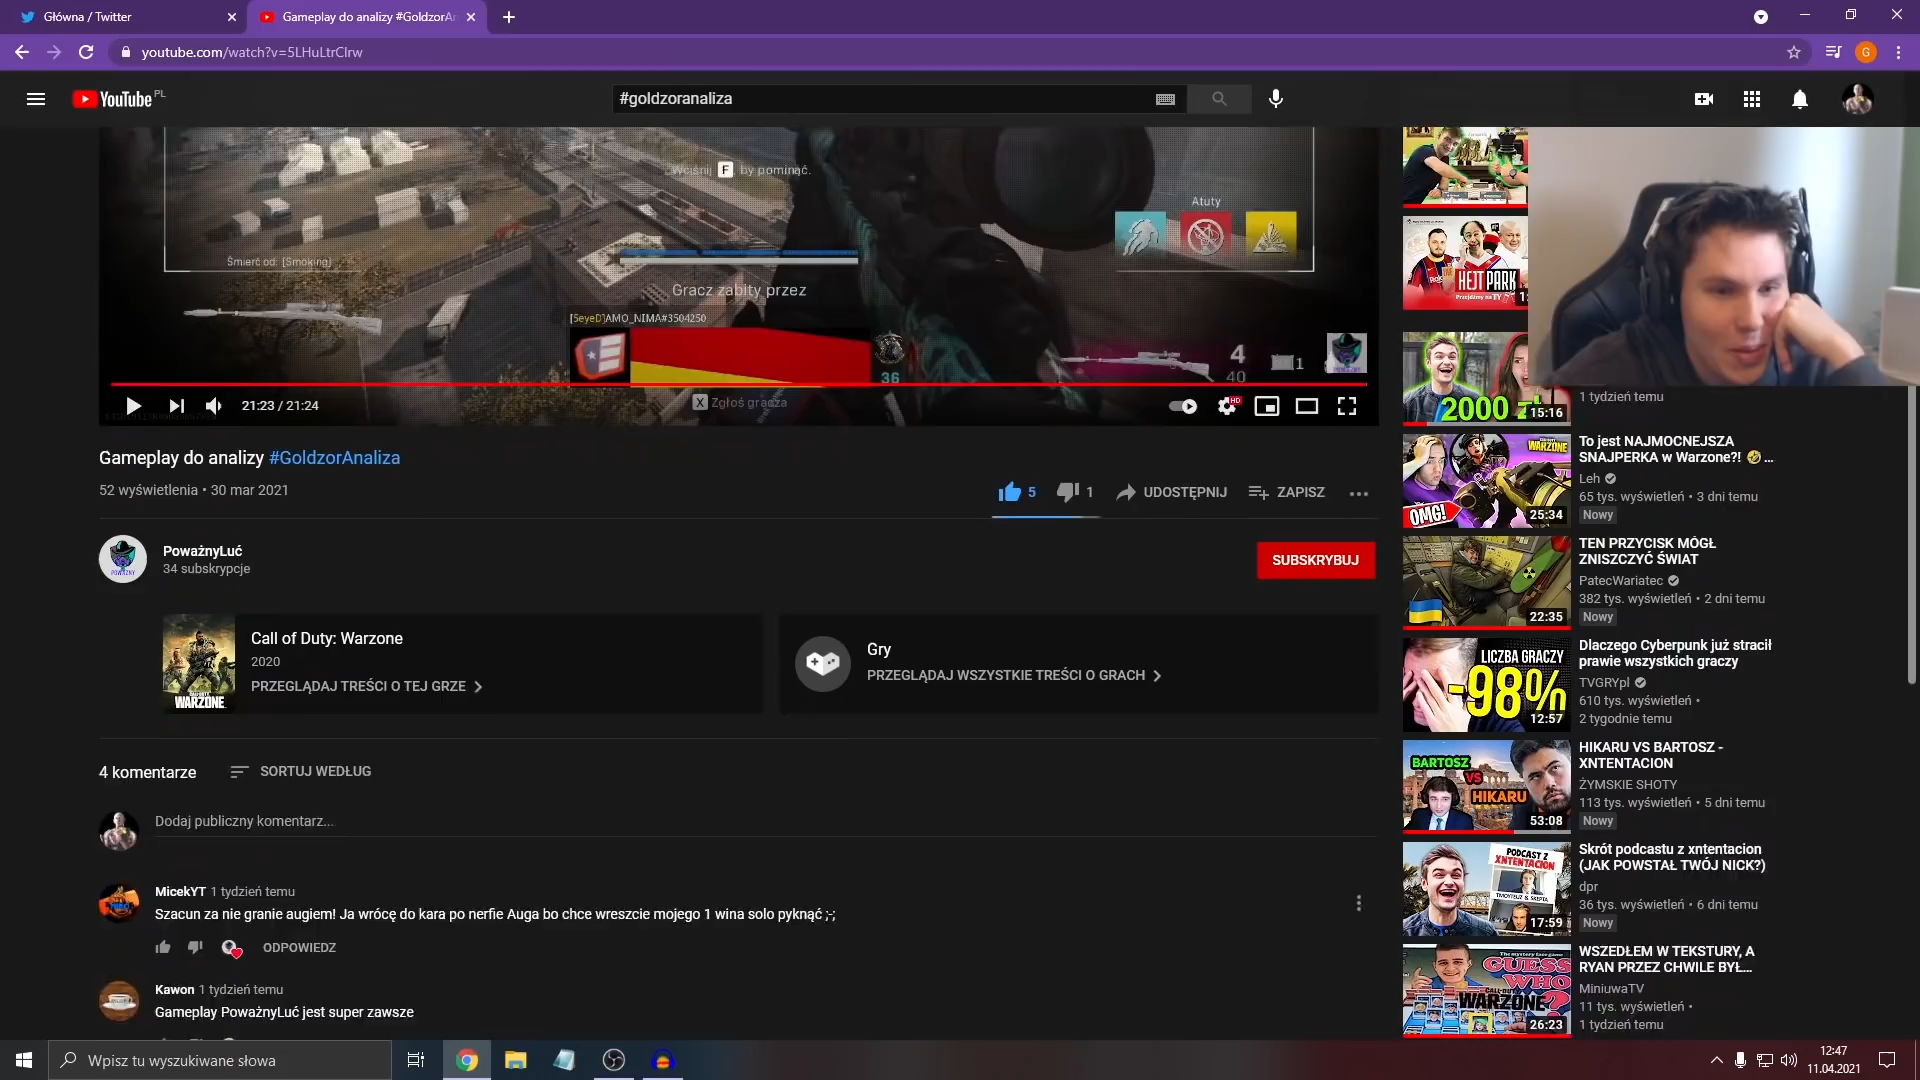 Główna / Twitter
Gameplay do analizy #GoldzorAn
youtube.com/watch?v=5LHuLtrClrw
G
YouTube PL
#goldzoranaliza
Wciśnij F by pominąć.
Atuty
Śmierć od: [Smoking]
Gracz zabity przez
[5eyeD]AMO_NIMA#3504250
36
4
40
1
X Zgłoś gracza
21:23 / 21:24
HD
Gameplay do analizy #GoldzorAnaliza
52 wyświetlenia • 30 mar 2021
5
1
UDOSTĘPNIJ
ZAPISZ
PoważnyLuć
34 subskrypcje
SUBSKRYBUJ
Call of Duty: Warzone
2020
PRZEGLĄDAJ TREŚCI O TEJ GRZE
WARZONE
Gry
PRZEGLĄDAJ WSZYSTKIE TREŚCI O GRACH
4 komentarze
SORTUJ WEDŁUG
Dodaj publiczny komentarz...
MicekYT 1 tydzień temu
Szacun za nie granie augiem! Ja wrócę do kara po nerfie Auga bo chce wreszcie mojego 1 wina solo pyknąć ;-;
ODPOWIEDZ
Kawon 1 tydzień temu
Gameplay PoważnyLuć jest super zawsze
HEJT PARK
2000 zł
15:16
1 tydzień temu
WARZONE
OMG!
25:34
To jest NAJMOCNIEJSZA
SNAJPERKA w Warzone?! 🤣 ...
Leh
65 tys. wyświetleń • 3 dni temu
Nowy
22:35
TEN PRZYCISK MÓGŁ
ZNISZCZYĆ ŚWIAT
PatecWariatec
382 tys. wyświetleń • 2 dni temu
Nowy
LICZBA GRACZY
-98%
12:57
Dlaczego Cyberpunk już stracił
prawie wszystkich graczy
TVGRYpl
610 tys. wyświetleń •
2 tygodnie temu
BARTOSZ
VS
HIKARU
53:08
HIKARU VS BARTOSZ -
XNTENTACION
ŻYMSKIE SHOTY
113 tys. wyświetleń • 5 dni temu
Nowy
PODCAST Z
XNTENTACION
17:59
Skrót podcastu z xntentacion
(JAK POWSTAŁ TWÓJ NICK?)
dpr
36 tys. wyświetleń • 6 dni temu
Nowy
GUESS
WHO
WARZONE?
26:23
WSZEDŁEM W TEKSTURY, A
RYAN PRZEZ CHWILE BYŁ...
MiniuwaTV
11 tys. wyświetleń •
1 tydzień temu
Wpisz tu wyszukiwane słowa
12:47
11.04.2021